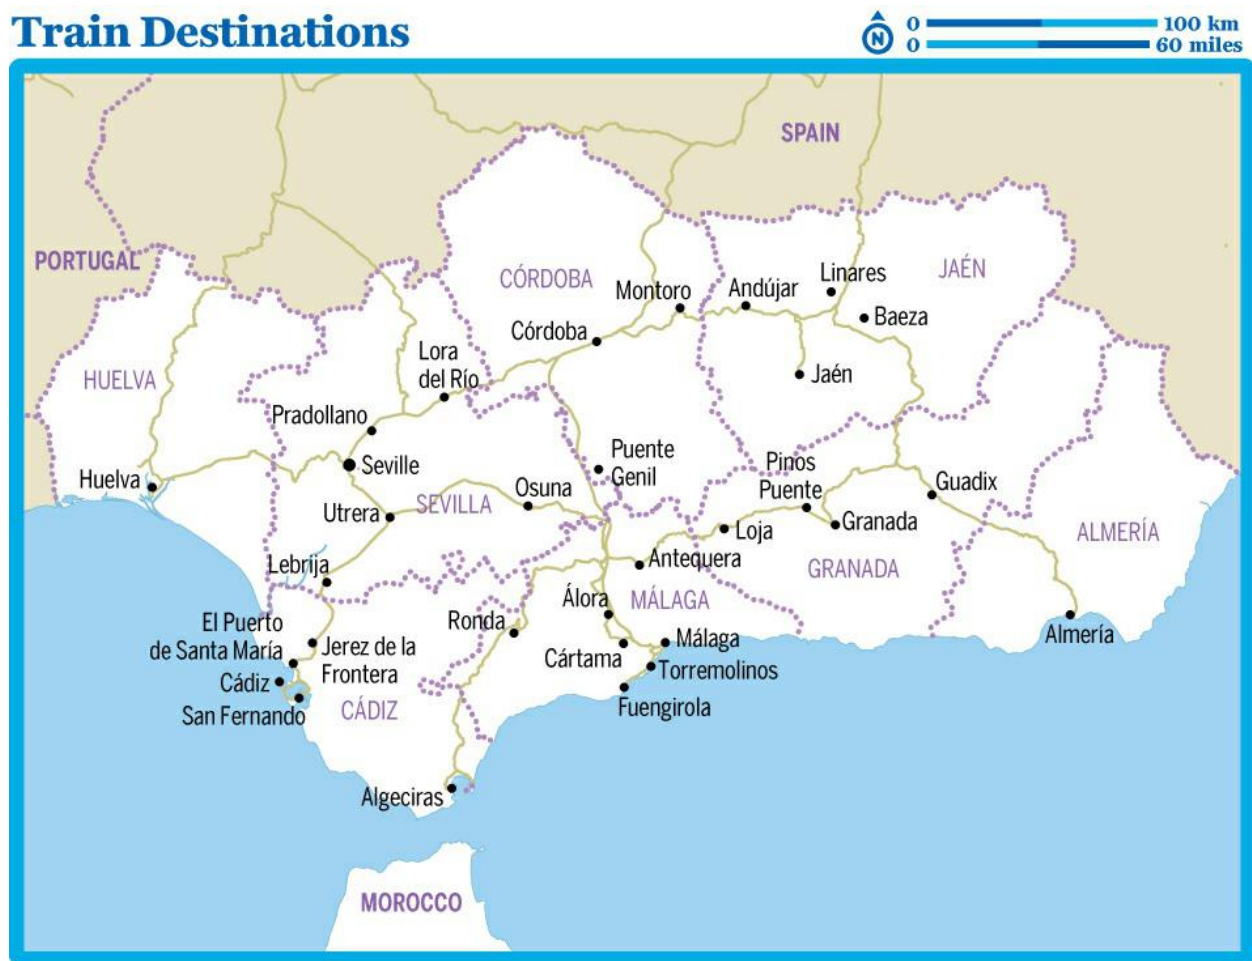 Train Destinations
N
0 100 km
0 60 miles
SPAIN
PORTUGAL
CÓRDOBA
JAÉN
Linares
Montoro
Andújar
Baeza
Córdoba
Lora
del Río
HUELVA
Jaén
Pradollano
Seville
Puente
Genil
Pinos
Puente
Huelva
Osuna
SEVILLA
Guadix
Utrera
Granada
Loja
ALMERÍA
Antequera
GRANADA
Lebrija
Álora
MÁLAGA
Ronda
El Puerto
de Santa María
Jerez de la
Frontera
Málaga
Almería
Cártama
Torremolinos
Cádiz
Fuengirola
San Fernando
CÁDIZ
Algeciras
MOROCCO